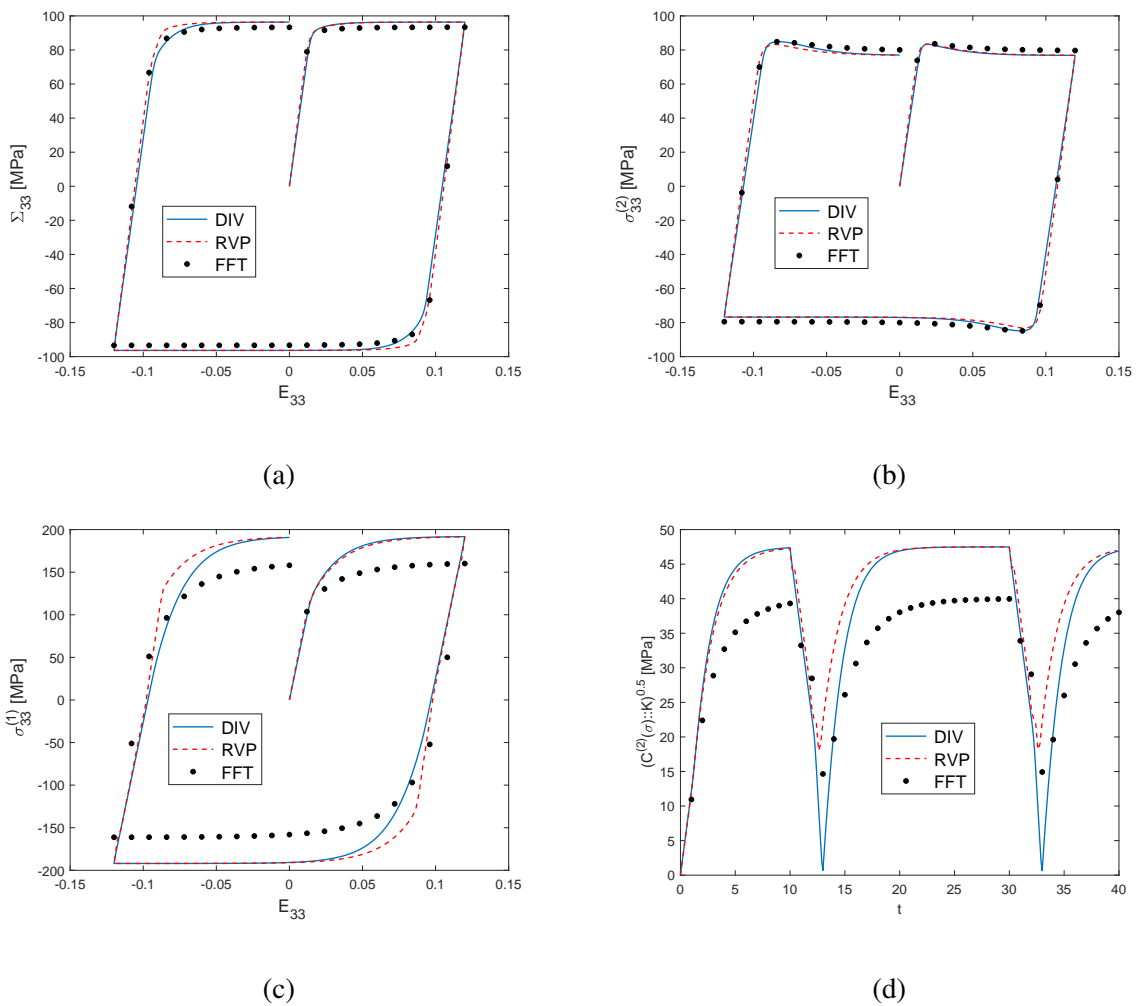 100
80
60
40
20
0
-20
-40
-60
-80
-100
-0.15 -0.1 -0.05 0 0.05 0.1 0.15
Σ33 [MPa]
E33
DIV
RVP
FFT
(a)
100
80
60
40
20
0
-20
-40
-60
-80
-100
-0.15 -0.1 -0.05 0 0.05 0.1 0.15
σ33(2) [MPa]
E33
DIV
RVP
FFT
(b)
200
150
100
50
0
-50
-100
-150
-200
-0.15 -0.1 -0.05 0 0.05 0.1 0.15
σ33(1) [MPa]
E33
DIV
RVP
FFT
(c)
50
45
40
35
30
25
20
15
10
5
0
0 5 10 15 20 25 30 35 40
(C(2)(σ)::K)0.5 [MPa]
t
DIV
RVP
FFT
(d)